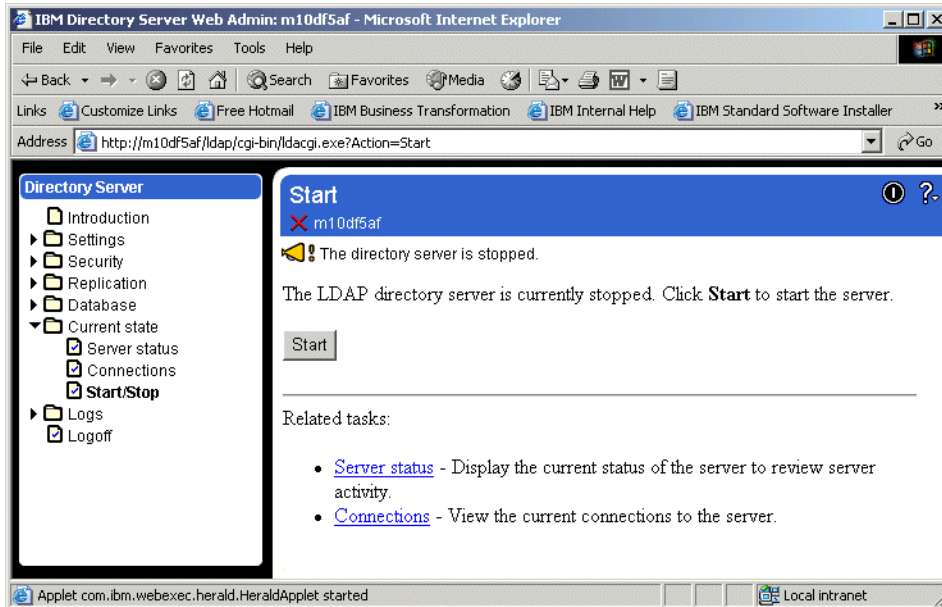 IBM Directory Server Web Admin: m10df5af - Microsoft Internet Explorer
File Edit View Favorites Tools Help
Back Search Favorites Media
Links Customize Links Free Hotmail IBM Business Transformation IBM Internal Help IBM Standard Software Installer »
Address http://m10df5af/ldap/cgi-bin/ldacgi.exe?Action=Start Go
Directory Server
Introduction
Settings
Security
Replication
Database
Current state
Server status
Connections
Start/Stop
Logs
Logoff
Start
m10df5af
The directory server is stopped.
The LDAP directory server is currently stopped. Click Start to start the server.
Start
Related tasks:
• Server status - Display the current status of the server to review server
activity.
• Connections - View the current connections to the server.
Applet com.ibm.webexec.herald.HeraldApplet started Local intranet